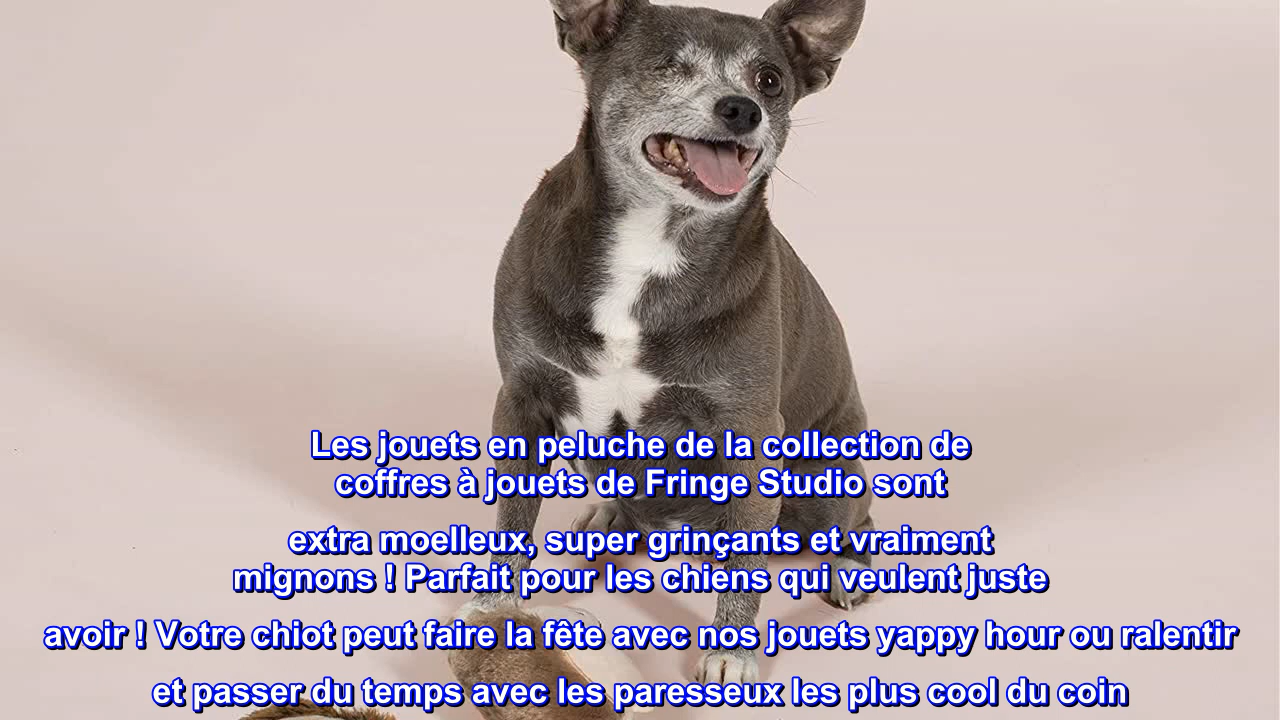 Les jouets en peluche de la collection de
coffres à jouets de Fringe Studio sont
extra moelleux, super grinçants et vraiment
mignons ! Parfait pour les chiens qui veulent juste
avoir ! Votre chiot peut faire la fête avec nos jouets yappy hour ou ralentir
et passer du temps avec les paresseux les plus cool du coin